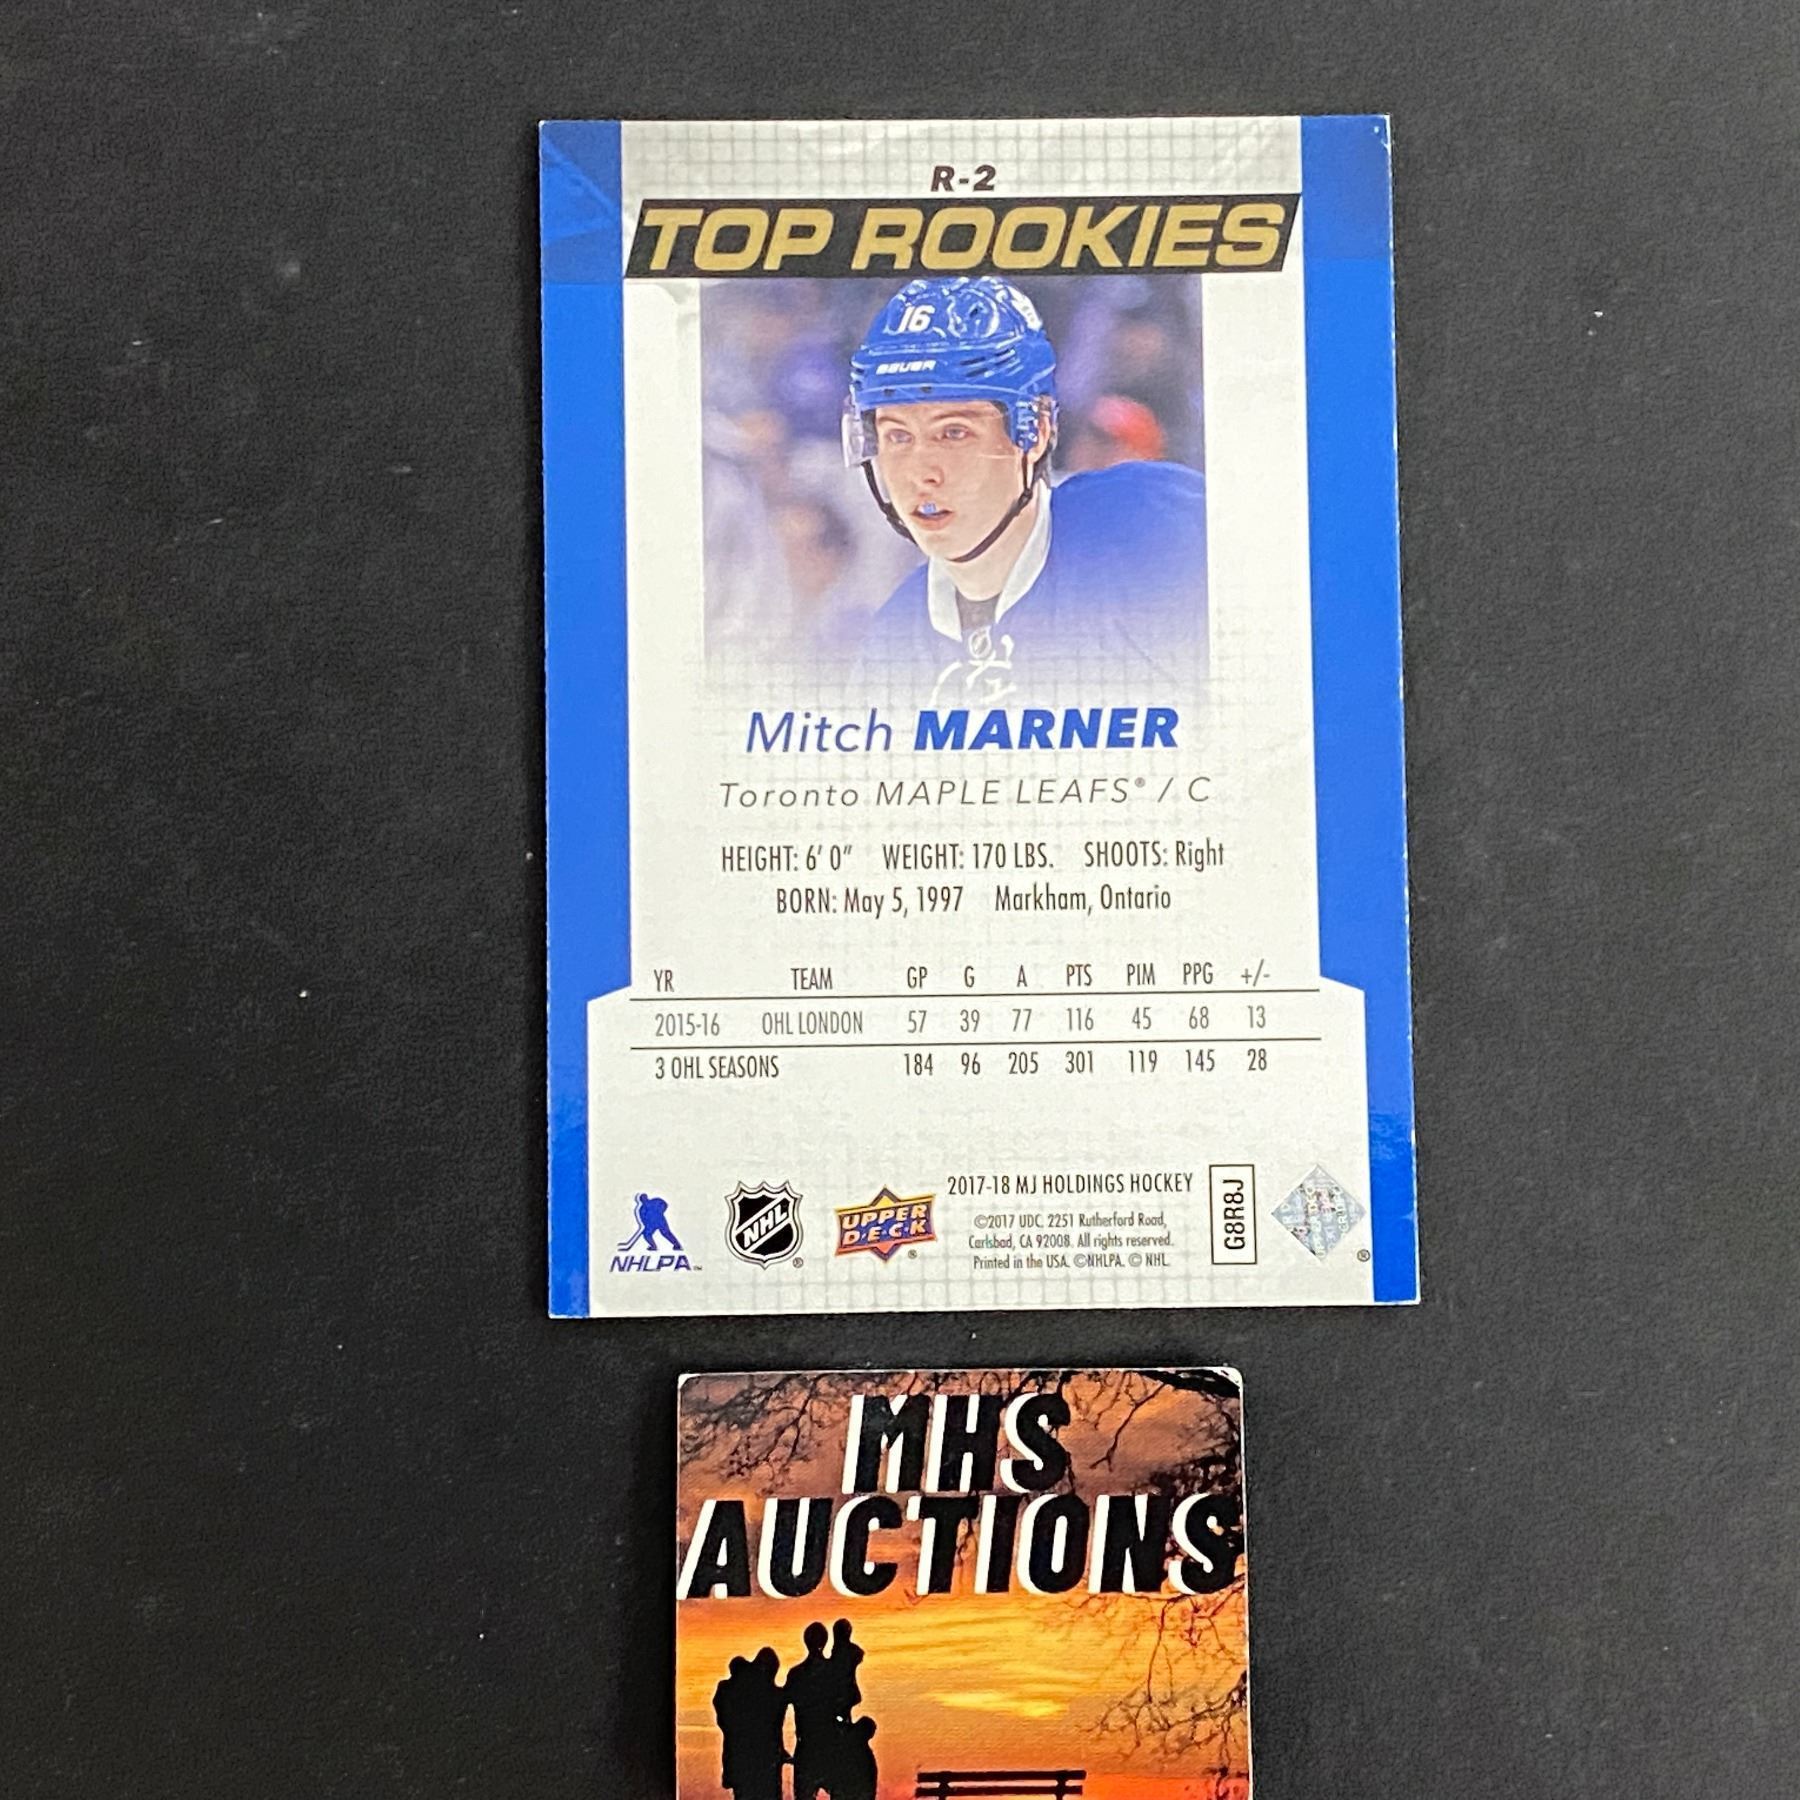 R-2
TOP ROOKIES
16
BAUER
Mitch MARNER
Toronto MAPLE LEAFS® / C
HEIGHT: 6' 0" WEIGHT: 170 LBS. SHOOTS: Right
BORN: May 5, 1997 Markham, Ontario
YR TEAM GP G A PTS PIM PPG +/-
2015-16 OHL LONDON 57 39 77 116 45 68 13
3 OHL SEASONS 184 96 205 301 119 145 28
NHLPA™
NHL®
UPPER
D·E·C·K®
2017-18 MJ HOLDINGS HOCKEY
©2017 UDC, 2251 Rutherford Road,
Carlsbad, CA 92008. All rights reserved.
Printed in the USA. ©NHLPA. © NHL.
G8R8J
®
MHS
AUCTIONS